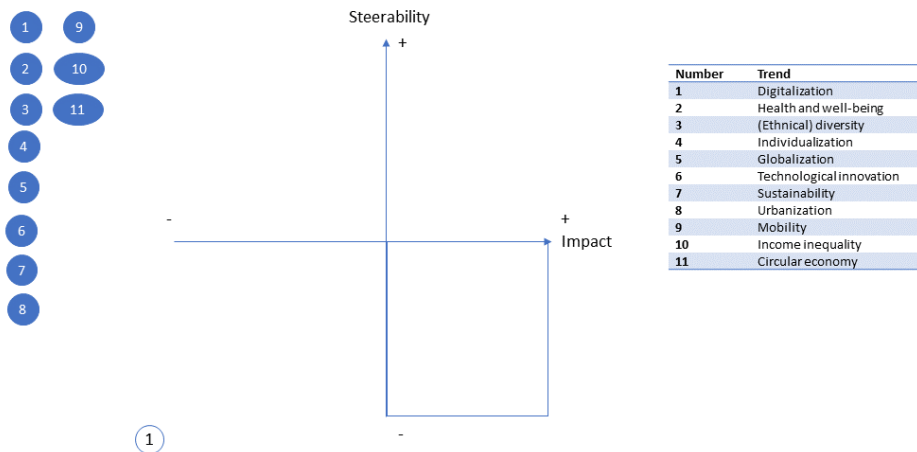 1 9
2 10
3 11
4
5
6
7
8
Steerability
+
-
+
Impact
-
1
Number Trend
1 Digitalization
2 Health and well-being
3 (Ethnical) diversity
4 Individualization
5 Globalization
6 Technological innovation
7 Sustainability
8 Urbanization
9 Mobility
10 Income inequality
11 Circular economy